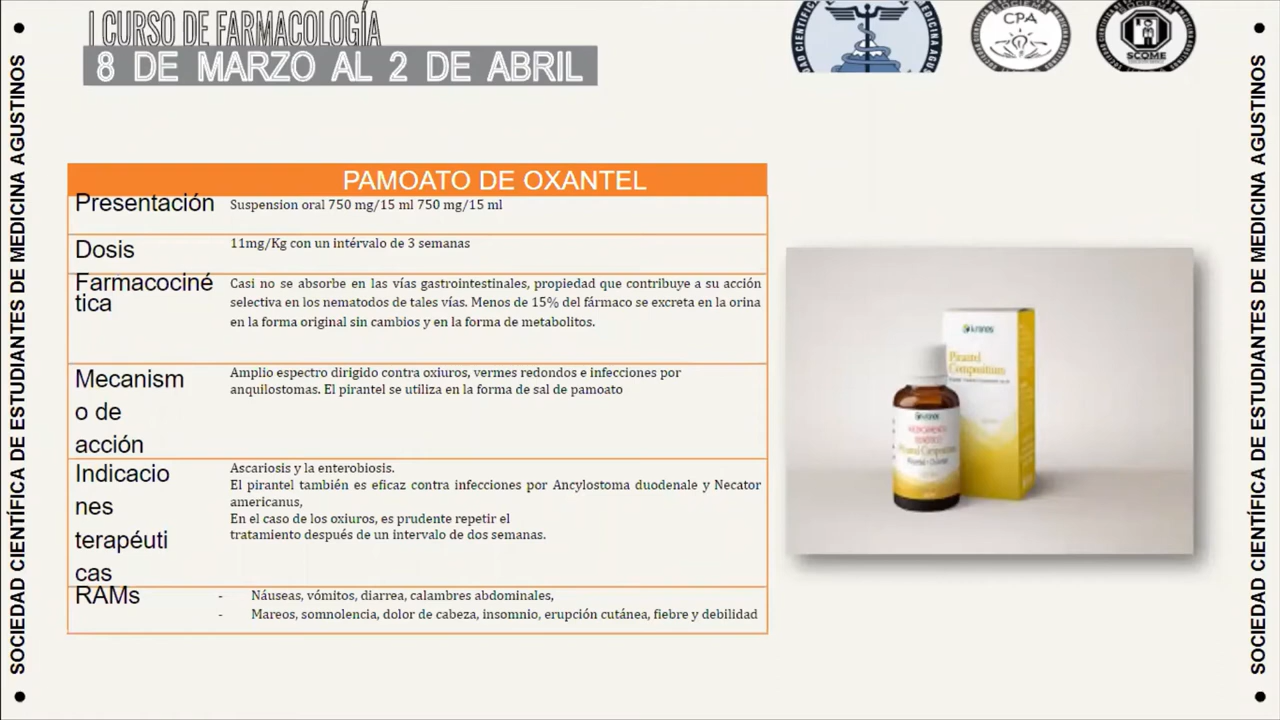 I CURSO DE FARMACOLOGÍA
8 DE MARZO AL 2 DE ABRIL
CPA
SCOME
SOCIEDAD CIENTÍFICA DE ESTUDIANTES DE MEDICINA AGUSTINOS
PAMOATO DE OXANTEL
Presentación
Suspension oral 750 mg/15 ml 750 mg/15 ml
Dosis
11mg/Kg con un intérvalo de 3 semanas
Farmacociné
tica
Casi no se absorbe en las vías gastrointestinales, propiedad que contribuye a su acción
selectiva en los nematodos de tales vías. Menos de 15% del fármaco se excreta en la orina
en la forma original sin cambios y en la forma de metabolitos.
Mecanism
o de
acción
Amplio espectro dirigido contra oxiuros, vermes redondos e infecciones por
anquilostomas. El pirantel se utiliza en la forma de sal de pamoato
Indicacio
nes
terapéuti
cas
Ascariosis y la enterobiosis.
El pirantel también es eficaz contra infecciones por Ancylostoma duodenale y Necator
americanus,
En el caso de los oxiuros, es prudente repetir el
tratamiento después de un intervalo de dos semanas.
RAMs
- Náuseas, vómitos, diarrea, calambres abdominales,
- Mareos, somnolencia, dolor de cabeza, insomnio, erupción cutánea, fiebre y debilidad
Pirantel
Compositum
SOCIEDAD CIENTÍFICA DE ESTUDIANTES DE MEDICINA AGUSTINOS